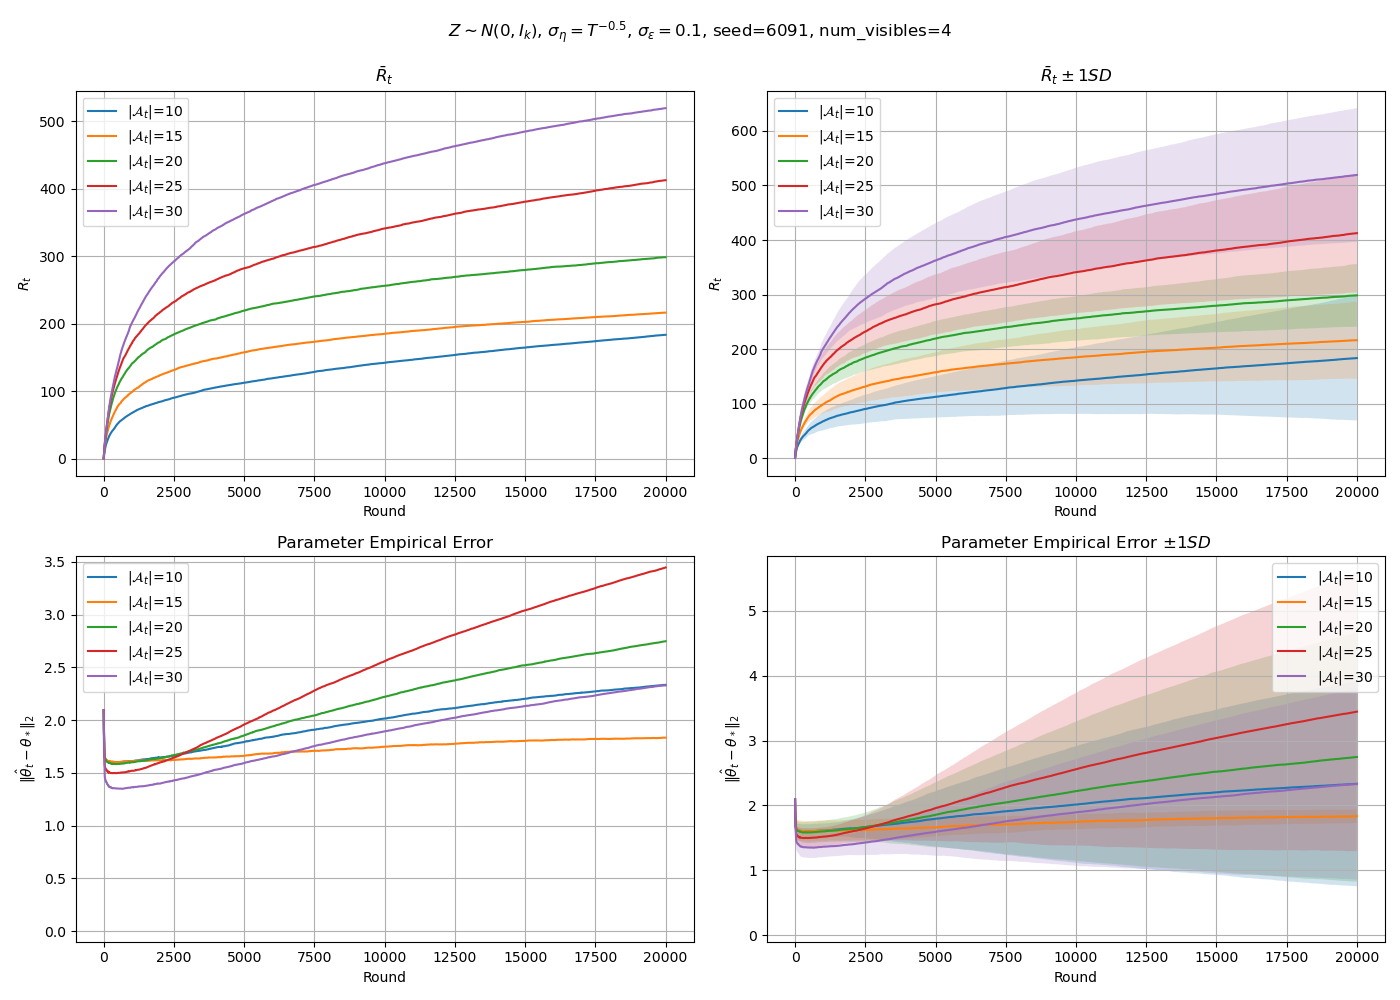 Z ∼ N(0, I_k), σ_η = T^{−0.5}, σ_ε = 0.1, seed=6091, num_visibles=4
R̄_t
R_t
500
400
300
200
100
0
|𝒜_t|=10
|𝒜_t|=15
|𝒜_t|=20
|𝒜_t|=25
|𝒜_t|=30
0 2500 5000 7500 10000 12500 15000 17500 20000
Round
R̄_t ± 1SD
R_t
600
500
400
300
200
100
0
|𝒜_t|=10
|𝒜_t|=15
|𝒜_t|=20
|𝒜_t|=25
|𝒜_t|=30
0 2500 5000 7500 10000 12500 15000 17500 20000
Round
Parameter Empirical Error
‖θ̂_t − θ_*‖_2
3.5
3.0
2.5
2.0
1.5
1.0
0.5
0.0
|𝒜_t|=10
|𝒜_t|=15
|𝒜_t|=20
|𝒜_t|=25
|𝒜_t|=30
0 2500 5000 7500 10000 12500 15000 17500 20000
Round
Parameter Empirical Error ±1SD
‖θ̂_t − θ_*‖_2
5
4
3
2
1
0
|𝒜_t|=10
|𝒜_t|=15
|𝒜_t|=20
|𝒜_t|=25
|𝒜_t|=30
0 2500 5000 7500 10000 12500 15000 17500 20000
Round